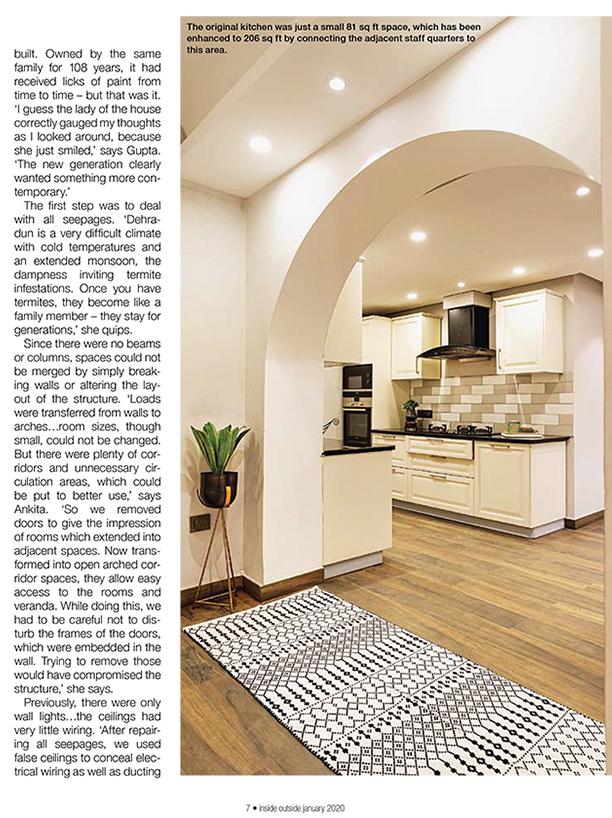 The original kitchen was just a small 81 sq ft space, which has been
enhanced to 206 sq ft by connecting the adjacent staff quarters to
this area.
built. Owned by the same
family for 108 years, it had
received licks of paint from
time to time – but that was it.
'I guess the lady of the house
correctly gauged my thoughts
as I looked around, because
she just smiled,' says Gupta.
'The new generation clearly
wanted something more con-
temporary.'
The first step was to deal
with all seepages. 'Dehra-
dun is a very difficult climate
with cold temperatures and
an extended monsoon, the
dampness inviting termite
infestations. Once you have
termites, they become like a
family member – they stay for
generations,' she quips.
Since there were no beams
or columns, spaces could not
be merged by simply break-
ing walls or altering the lay-
out of the structure. 'Loads
were transferred from walls to
arches…room sizes, though
small, could not be changed.
But there were plenty of cor-
ridors and unnecessary cir-
culation areas, which could
be put to better use,' says
Ankita. 'So we removed
doors to give the impression
of rooms which extended into
adjacent spaces. Now trans-
formed into open arched cor-
ridor spaces, they allow easy
access to the rooms and
veranda. While doing this, we
had to be careful not to dis-
turb the frames of the doors,
which were embedded in the
wall. Trying to remove those
would have compromised the
structure,' she says.
Previously, there were only
wall lights…the ceilings had
very little wiring. 'After repair-
ing all seepages, we used
false ceilings to conceal elec-
trical wiring as well as ducting
7 ◆ inside outside january 2020